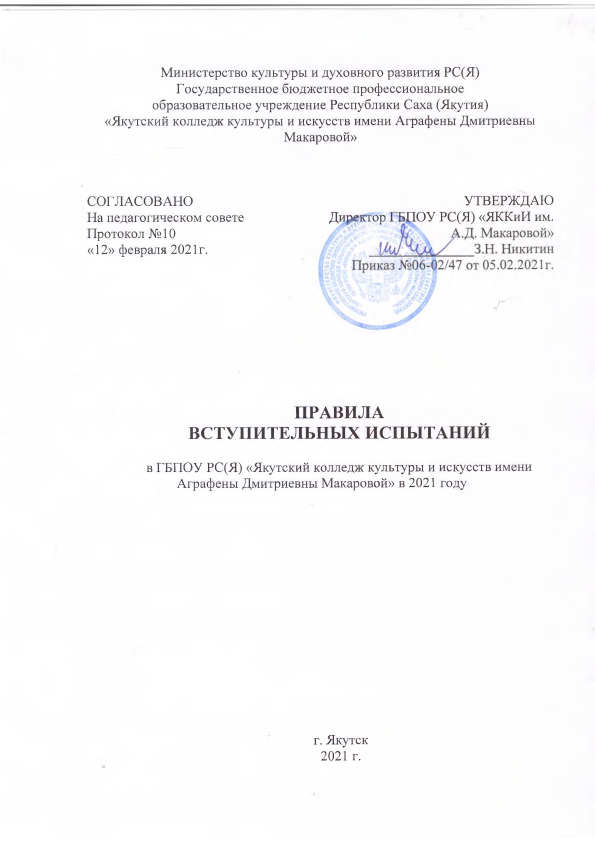 Министерство культуры и духовного развития РС(Я)
Государственное бюджетное профессиональное
образовательное учреждение Республики Саха (Якутия)
«Якутский колледж культуры и искусств имени Аграфены Дмитриевны
Макаровой»
СОГЛАСОВАНО
На педагогическом совете
Протокол №10
«12» февраля 2021г.
УТВЕРЖДАЮ
Директор ГБПОУ РС(Я) «ЯККиИ им.
А.Д. Макаровой»
З.Н. Никитин
Приказ №06-02/47 от 05.02.2021г.
ПРАВИЛА
ВСТУПИТЕЛЬНЫХ ИСПЫТАНИЙ
в ГБПОУ РС(Я) «Якутский колледж культуры и искусств имени
Аграфены Дмитриевны Макаровой» в 2021 году
г. Якутск
2021 г.